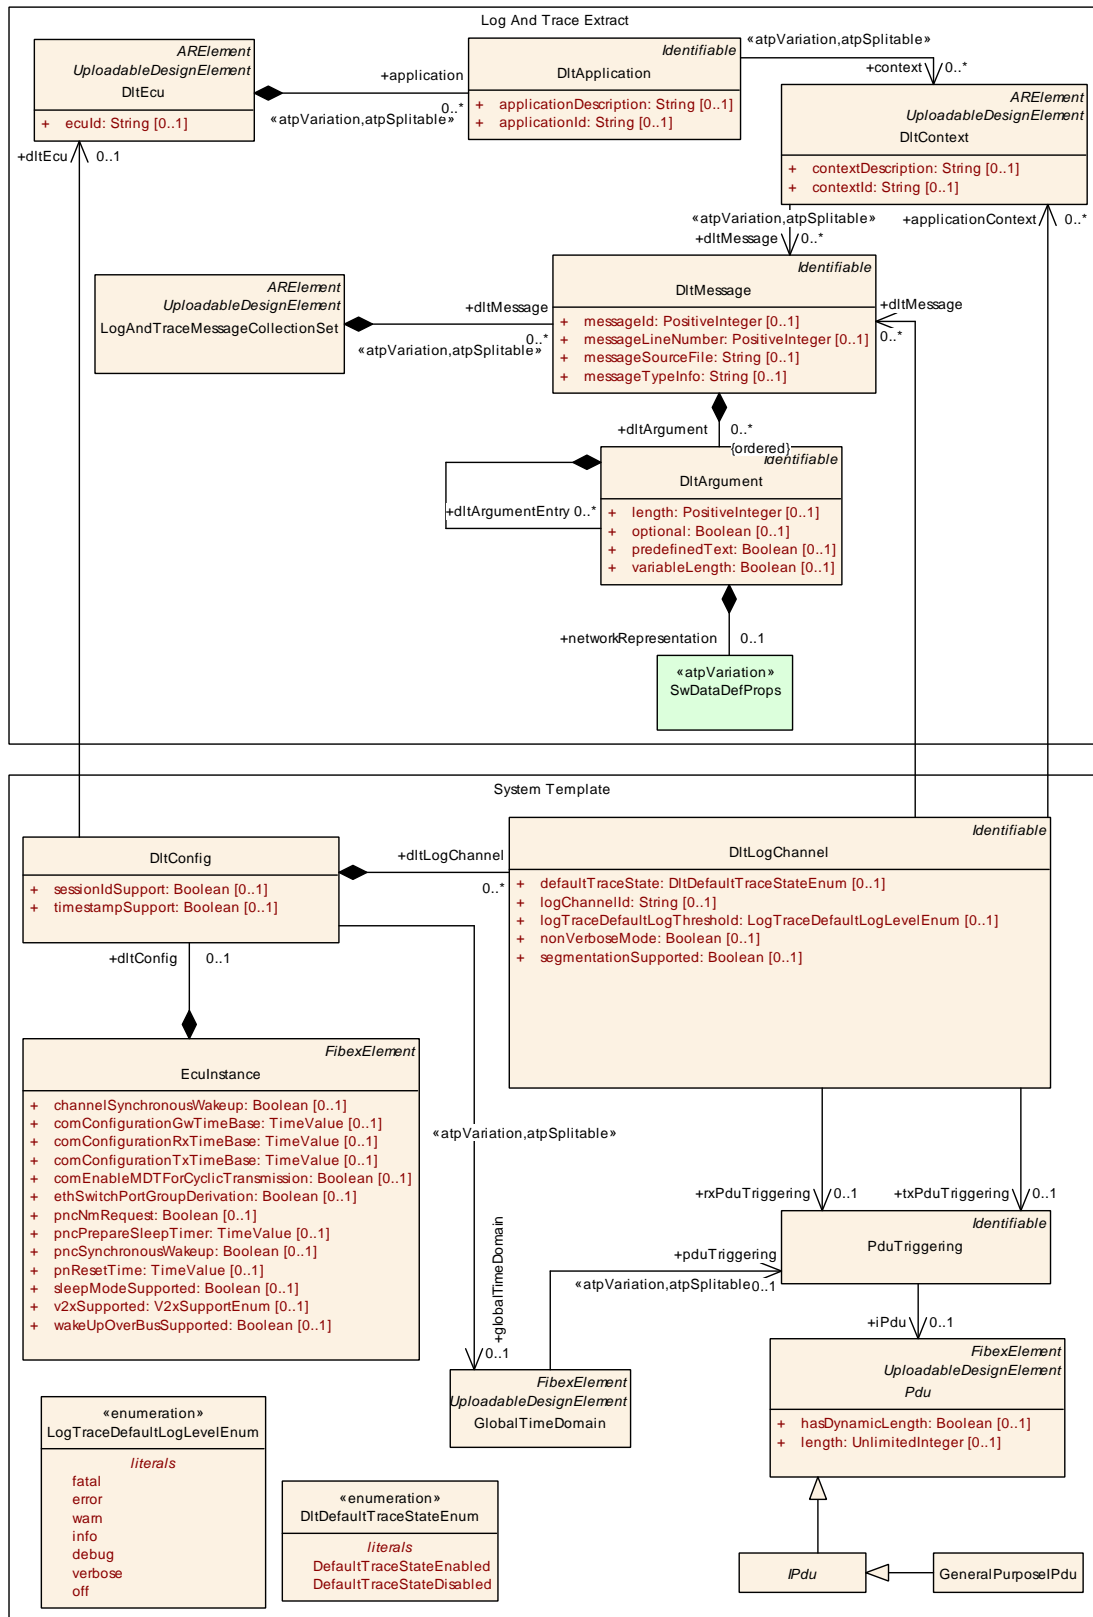 Log And Trace Extract
ARElement
UploadableDesignElement
DltEcu
+ ecuId: String [0..1]
+application
0..*
«atpVariation,atpSplitable»
Identifiable
DltApplication
+ applicationDescription: String [0..1]
+ applicationId: String [0..1]
«atpVariation,atpSplitable»
+context 0..*
ARElement
UploadableDesignElement
DltContext
+ contextDescription: String [0..1]
+ contextId: String [0..1]
+dltEcu 0..1
«atpVariation,atpSplitable»
+dltMessage 0..*
+applicationContext 0..*
ARElement
UploadableDesignElement
LogAndTraceMessageCollectionSet
+dltMessage
0..*
«atpVariation,atpSplitable»
Identifiable
DltMessage
+ messageId: PositiveInteger [0..1]
+ messageLineNumber: PositiveInteger [0..1]
+ messageSourceFile: String [0..1]
+ messageTypeInfo: String [0..1]
+dltMessage
0..*
+dltArgument 0..*
{ordered}
Identifiable
DltArgument
+ length: PositiveInteger [0..1]
+ optional: Boolean [0..1]
+ predefinedText: Boolean [0..1]
+ variableLength: Boolean [0..1]
+dltArgumentEntry 0..*
+networkRepresentation 0..1
«atpVariation»
SwDataDefProps
System Template
DltConfig
+ sessionIdSupport: Boolean [0..1]
+ timestampSupport: Boolean [0..1]
+dltLogChannel
0..*
Identifiable
DltLogChannel
+ defaultTraceState: DltDefaultTraceStateEnum [0..1]
+ logChannelId: String [0..1]
+ logTraceDefaultLogThreshold: LogTraceDefaultLogLevelEnum [0..1]
+ nonVerboseMode: Boolean [0..1]
+ segmentationSupported: Boolean [0..1]
+dltConfig 0..1
FibexElement
EcuInstance
+ channelSynchronousWakeup: Boolean [0..1]
+ comConfigurationGwTimeBase: TimeValue [0..1]
+ comConfigurationRxTimeBase: TimeValue [0..1]
+ comConfigurationTxTimeBase: TimeValue [0..1]
+ comEnableMDTForCyclicTransmission: Boolean [0..1]
+ ethSwitchPortGroupDerivation: Boolean [0..1]
+ pncNmRequest: Boolean [0..1]
+ pncPrepareSleepTimer: TimeValue [0..1]
+ pncSynchronousWakeup: Boolean [0..1]
+ pnResetTime: TimeValue [0..1]
+ sleepModeSupported: Boolean [0..1]
+ v2xSupported: V2xSupportEnum [0..1]
+ wakeUpOverBusSupported: Boolean [0..1]
«atpVariation,atpSplitable»
+globalTimeDomain
0..1
+rxPduTriggering 0..1
+txPduTriggering 0..1
Identifiable
PduTriggering
+pduTriggering
«atpVariation,atpSplitable»
0..1
+iPdu 0..1
FibexElement
UploadableDesignElement
GlobalTimeDomain
FibexElement
UploadableDesignElement
Pdu
+ hasDynamicLength: Boolean [0..1]
+ length: UnlimitedInteger [0..1]
«enumeration»
LogTraceDefaultLogLevelEnum
literals
fatal
error
warn
info
debug
verbose
off
«enumeration»
DltDefaultTraceStateEnum
literals
DefaultTraceStateEnabled
DefaultTraceStateDisabled
IPdu
GeneralPurposeIPdu